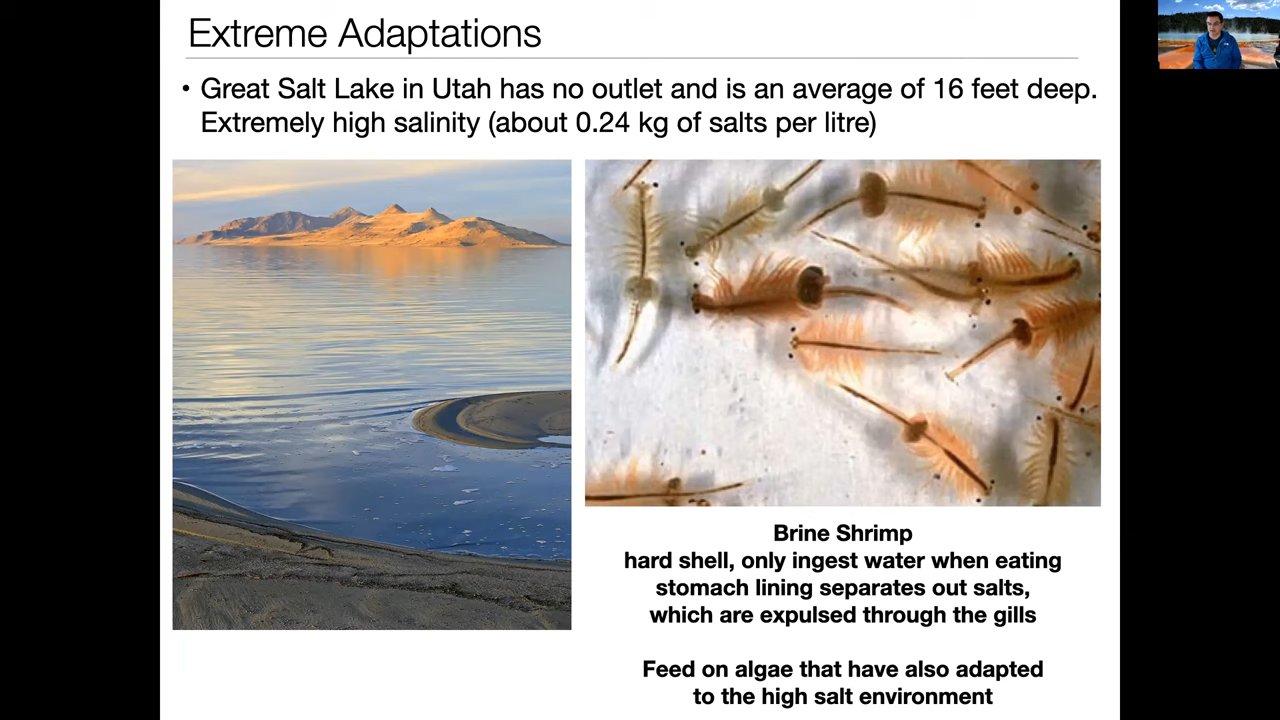 Extreme Adaptations
• Great Salt Lake in Utah has no outlet and is an average of 16 feet deep.
Extremely high salinity (about 0.24 kg of salts per litre)
Brine Shrimp
hard shell, only ingest water when eating
stomach lining separates out salts,
which are expulsed through the gills
Feed on algae that have also adapted
to the high salt environment